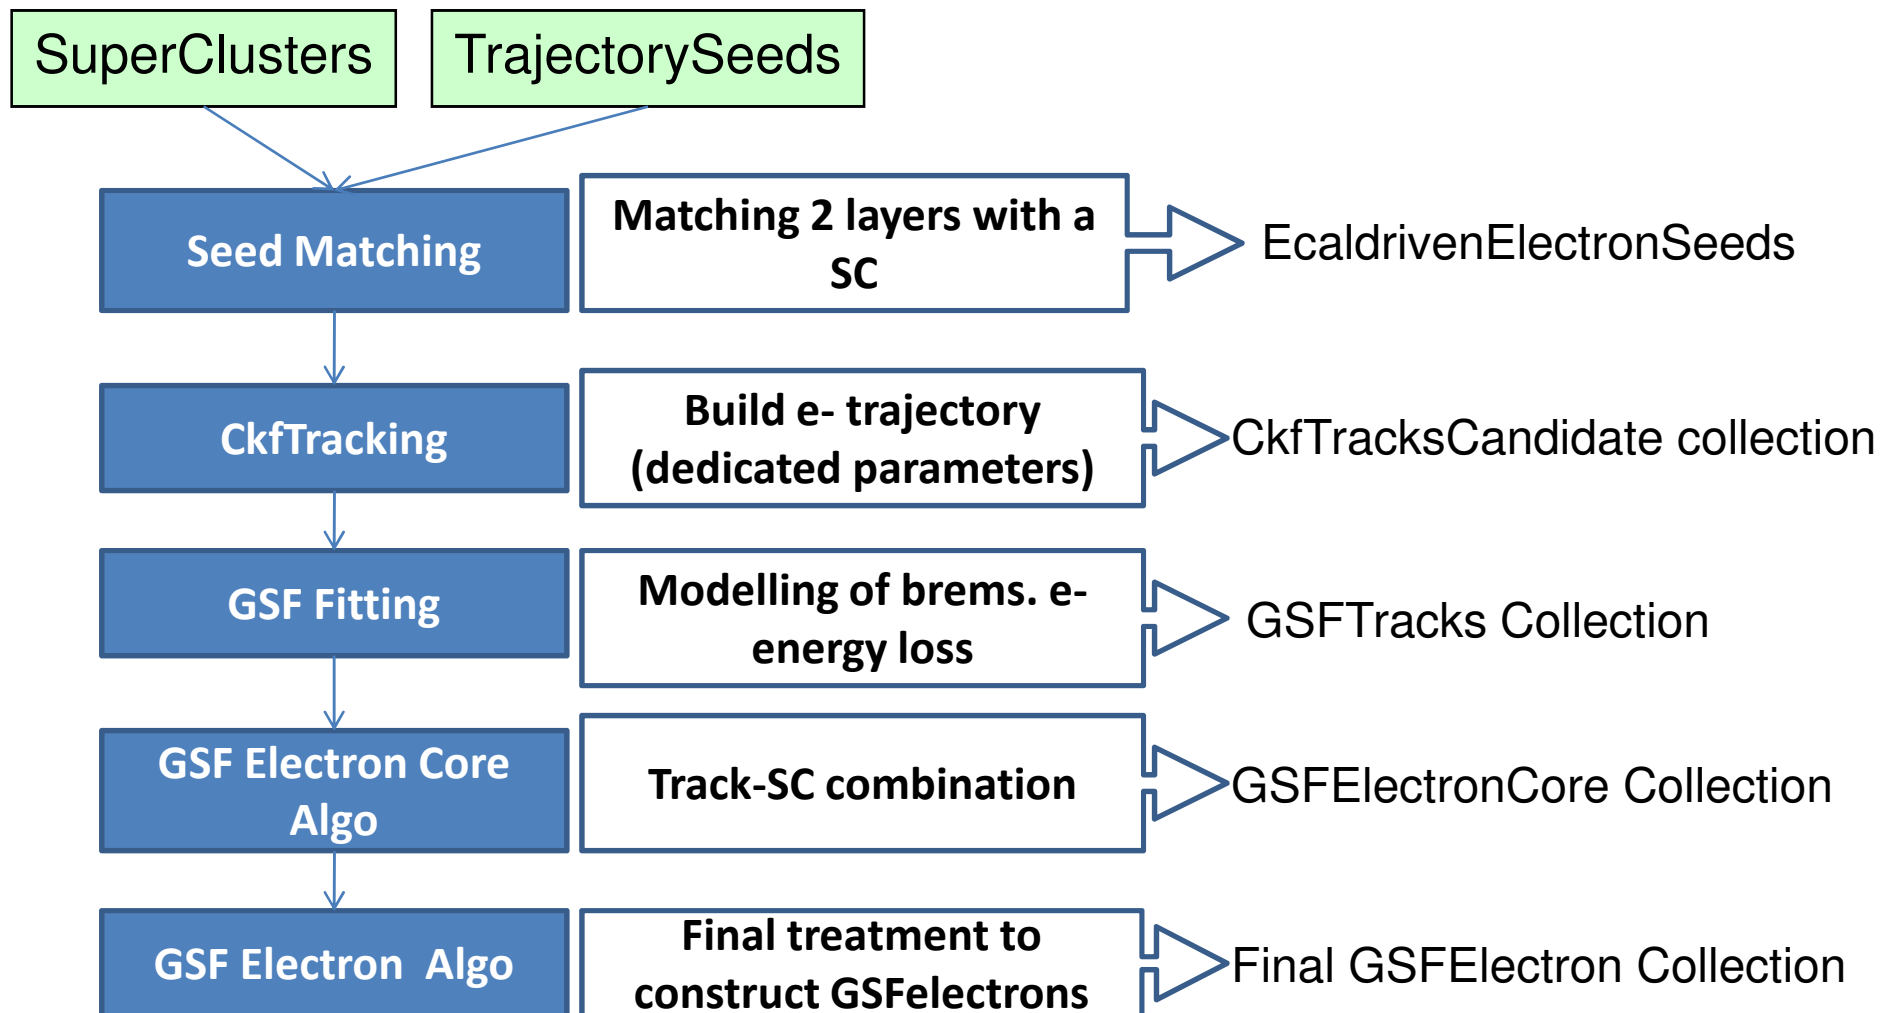 SuperClusters
TrajectorySeeds
Seed Matching
Matching 2 layers with a
SC
EcaldrivenElectronSeeds
CkfTracking
Build e- trajectory
(dedicated parameters)
CkfTracksCandidate collection
GSF Fitting
Modelling of brems. e-
energy loss
GSFTracks Collection
GSF Electron Core
Algo
Track-SC combination
GSFElectronCore Collection
GSF Electron  Algo
Final treatment to
construct GSFelectrons
Final GSFElectron Collection